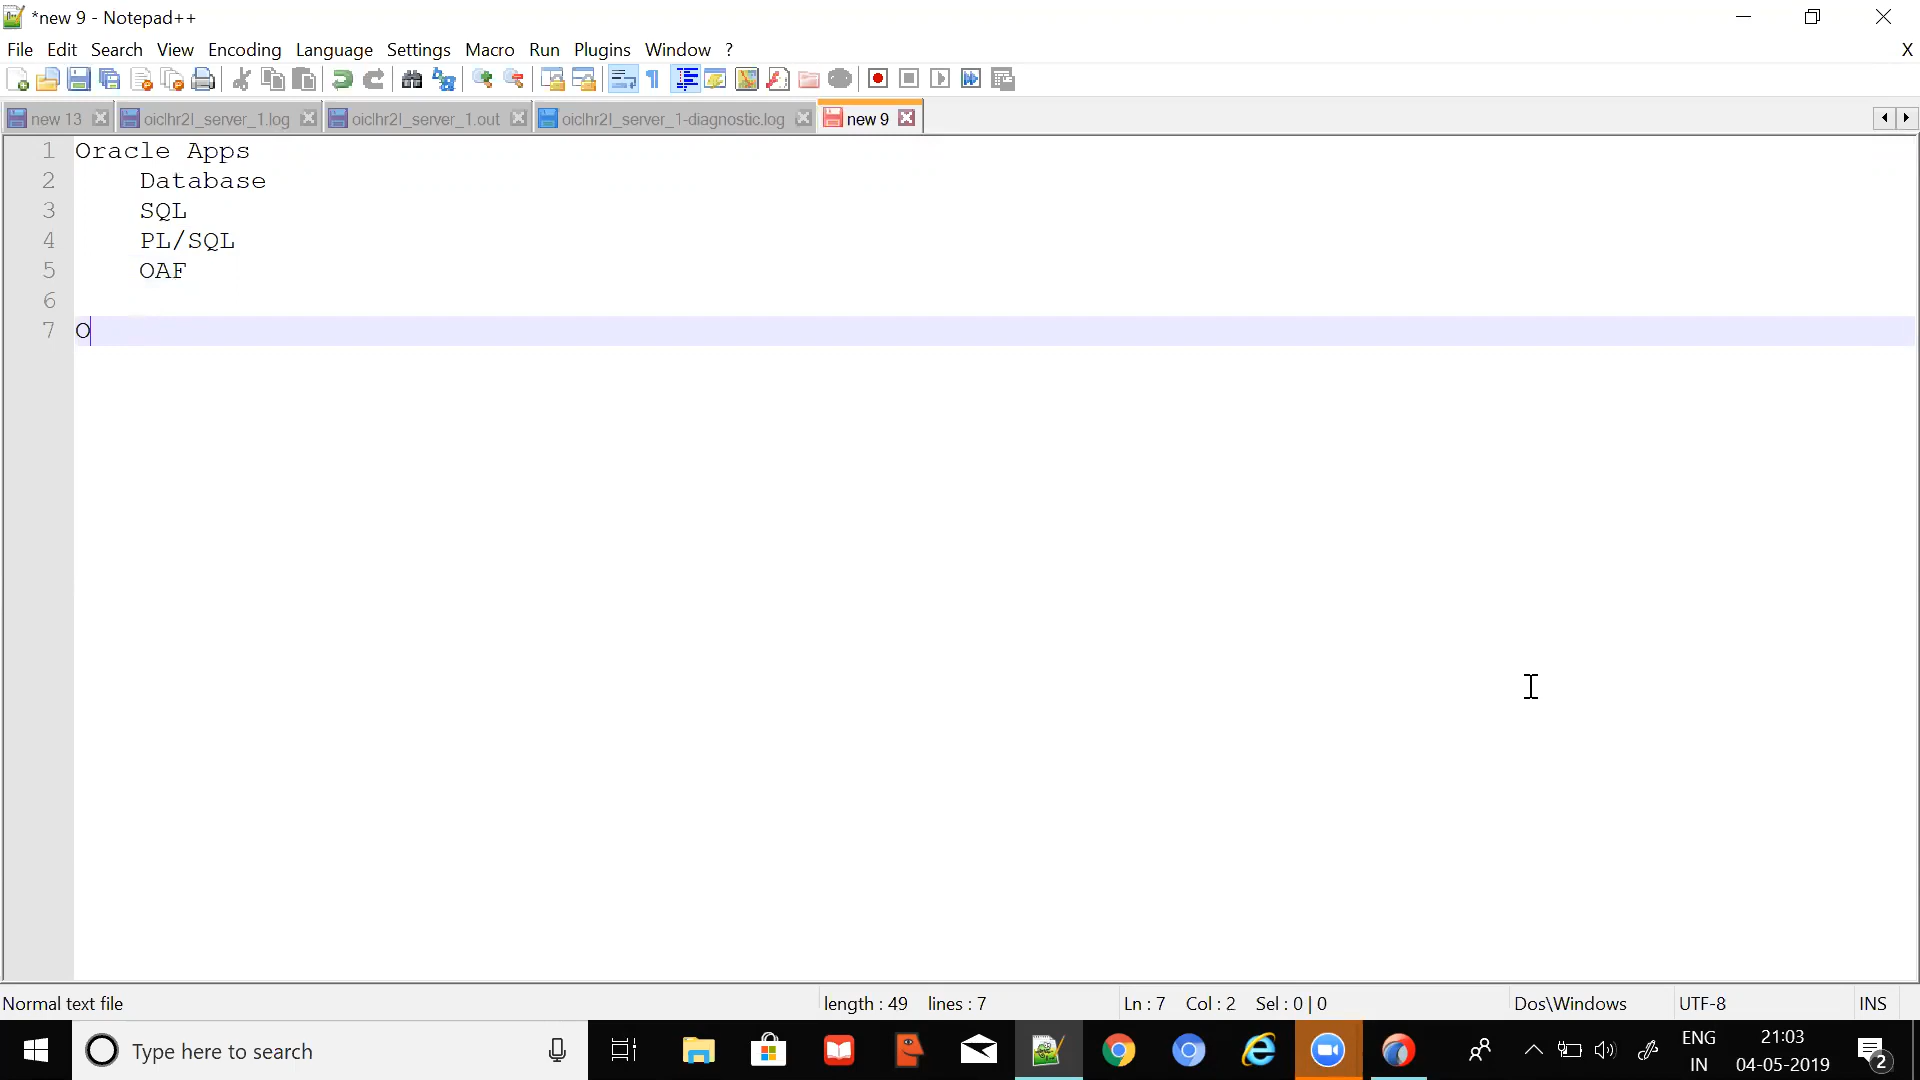 *new 9 - Notepad++
File Edit Search View Encoding Language Settings Macro Run Plugins Window ? X
new 13 oiclhr2l_server_1.log oiclhr2l_server_1.out oiclhr2l_server_1-diagnostic.log new 9
1 Oracle Apps
2 Database
3 SQL
4 PL/SQL
5 OAF
6
7 O
Normal text file length : 49 lines : 7 Ln : 7 Col : 2 Sel : 0 | 0 Dos\Windows UTF-8 INS
Type here to search
ENG
IN
21:03
04-05-2019
2